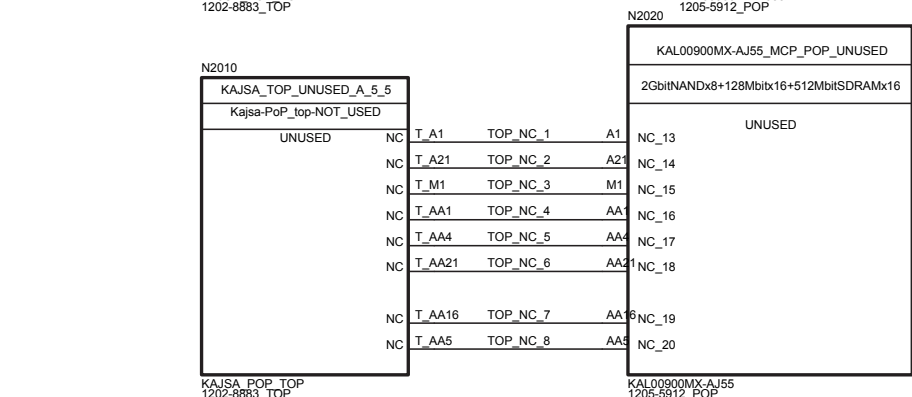 1202-8883_TOP
1205-5912_POP
N2020
KAL00900MX-AJ55_MCP_POP_UNUSED
N2010
KAJSA_TOP_UNUSED_A_5_5
2GbitNANDx8+128Mbitx16+512MbitSDRAMx16
Kajsa-PoP_top-NOT_USED
UNUSED
UNUSED
NC T_A1 TOP_NC_1 A1 NC_13
NC T_A21 TOP_NC_2 A21 NC_14
NC T_M1 TOP_NC_3 M1 NC_15
NC T_AA1 TOP_NC_4 AA1 NC_16
NC T_AA4 TOP_NC_5 AA4 NC_17
NC T_AA21 TOP_NC_6 AA21 NC_18
NC T_AA16 TOP_NC_7 AA16 NC_19
NC T_AA5 TOP_NC_8 AA5 NC_20
KAJSA_POP_TOP
KAL00900MX-AJ55
1202-8883_TOP
1205-5912_POP